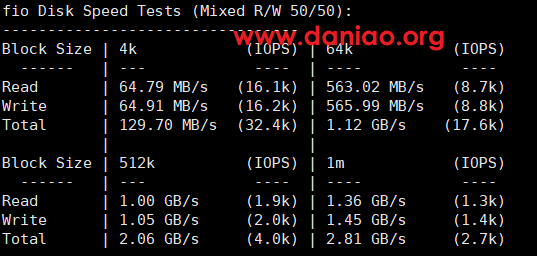 fio Disk Speed Tests (Mixed R/W 50/50):
---------------------------------
www.daniao.org
Block Size | 4k            (IOPS) | 64k           (IOPS)
  ------   | ---            ----  | ----           ----
Read       | 64.79 MB/s   (16.1k) | 563.02 MB/s   (8.7k)
Write      | 64.91 MB/s   (16.2k) | 565.99 MB/s   (8.8k)
Total      | 129.70 MB/s  (32.4k) | 1.12 GB/s    (17.6k)
           |                      |
Block Size | 512k          (IOPS) | 1m            (IOPS)
  ------   | ---            ----  | ----           ----
Read       | 1.00 GB/s     (1.9k) | 1.36 GB/s     (1.3k)
Write      | 1.05 GB/s     (2.0k) | 1.45 GB/s     (1.4k)
Total      | 2.06 GB/s     (4.0k) | 2.81 GB/s     (2.7k)